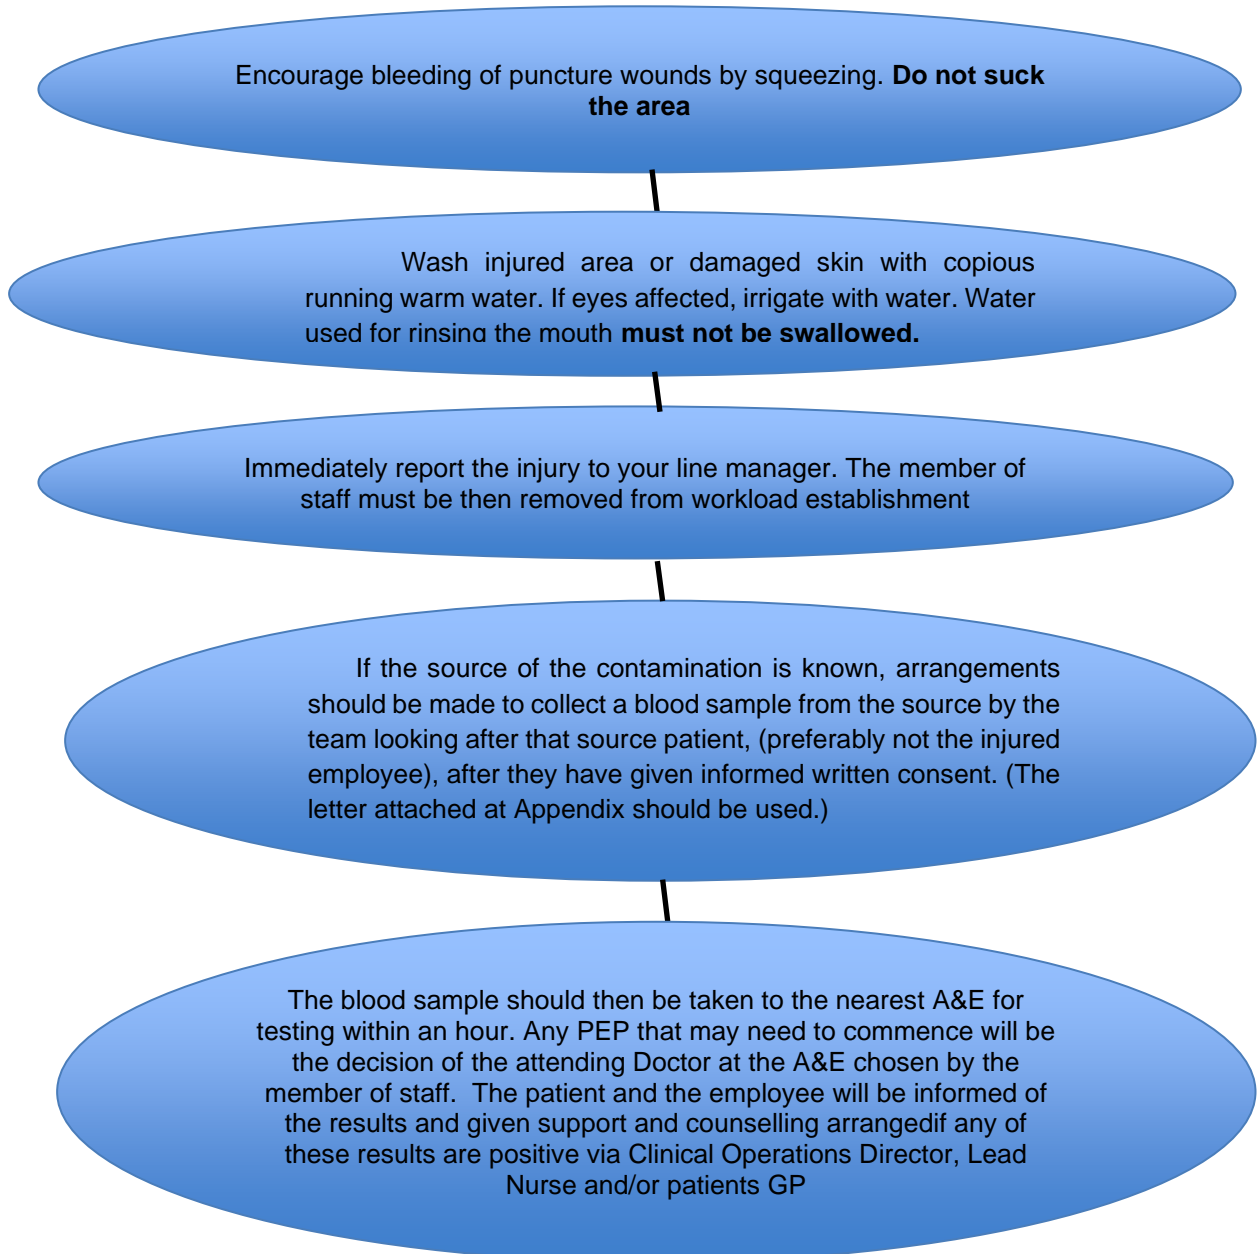 Encourage bleeding of puncture wounds by squeezing. Do not suck
the area
Wash injured area or damaged skin with copious
running warm water. If eyes affected, irrigate with water. Water
used for rinsing the mouth must not be swallowed.
Immediately report the injury to your line manager. The member of
staff must be then removed from workload establishment
If the source of the contamination is known, arrangements
should be made to collect a blood sample from the source by the
team looking after that source patient, (preferably not the injured
employee), after they have given informed written consent. (The
letter attached at Appendix should be used.)
The blood sample should then be taken to the nearest A&E for
testing within an hour. Any PEP that may need to commence will be
the decision of the attending Doctor at the A&E chosen by the
member of staff.  The patient and the employee will be informed of
the results and given support and counselling arrangedif any of
these results are positive via Clinical Operations Director, Lead
Nurse and/or patients GP